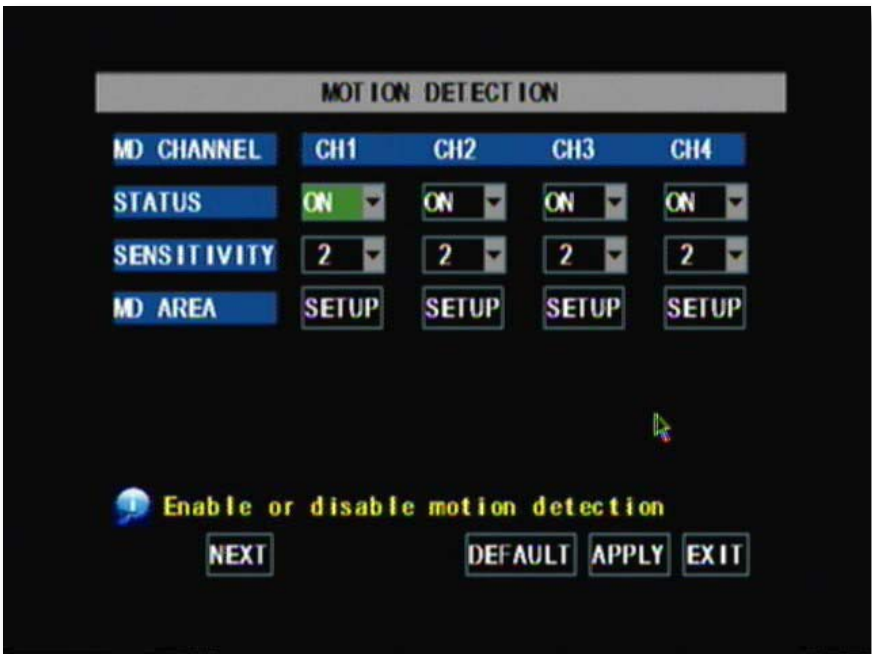 MOTION DETECTION
MD CHANNEL CH1 CH2 CH3 CH4
STATUS ON ON ON ON
SENSITIVITY 2 2 2 2
MD AREA SETUP SETUP SETUP SETUP
Enable or disable motion detection
NEXT DEFAULT APPLY EXIT